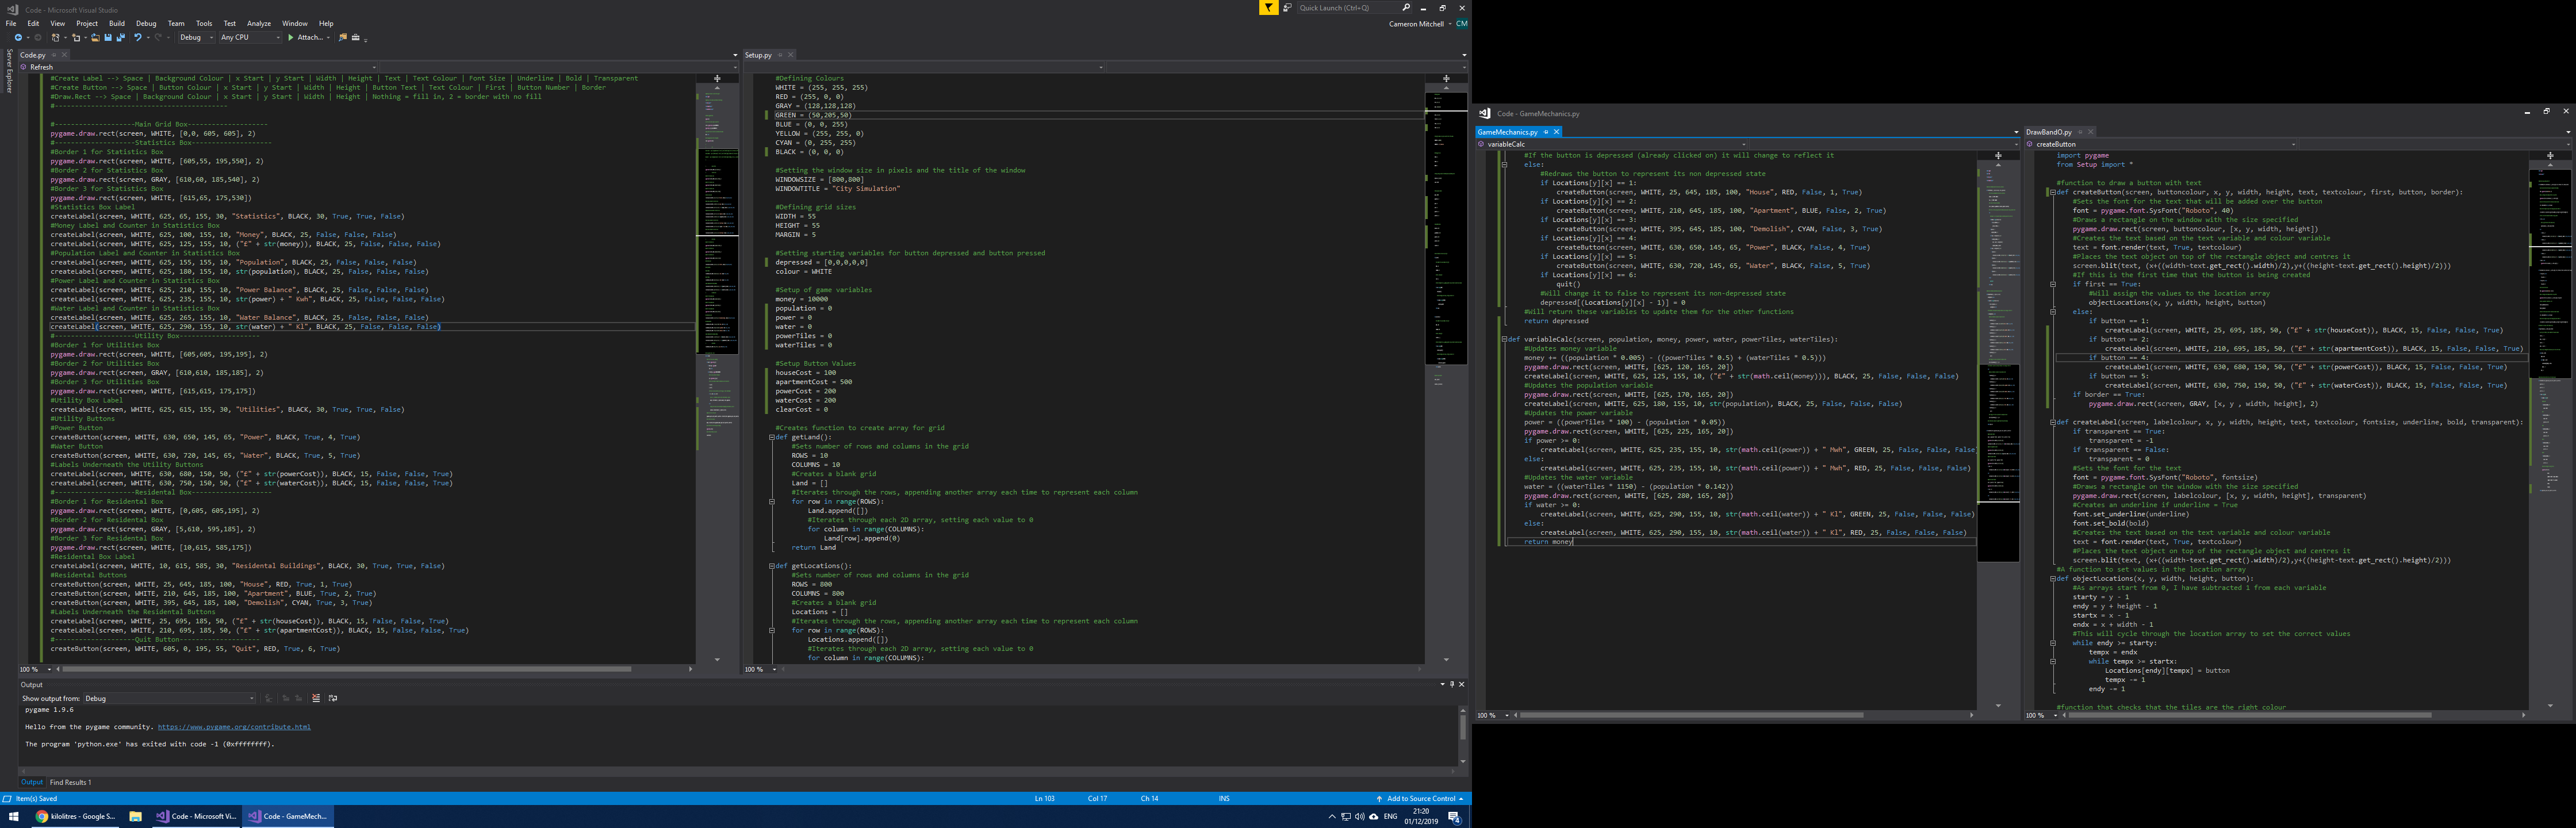 Code - Microsoft Visual Studio
Quick Launch (Ctrl+Q)
File Edit View Project Build Debug Team Tools Test Analyze Window Help
Cameron Mitchell CM
Debug Any CPU Attach...
Server Explorer
Code.py
Refresh
#Create Label --> Space | Background Colour | x Start | y Start | Width | Height | Text | Text Colour | Font Size | Underline | Bold | Transparent
#Create Button --> Space | Button Colour | x Start | y Start | Width | Height | Button Text | Text Colour | First | Button Number | Border
#Draw.Rect --> Space | Background Colour | x Start | y Start | Width | Height | Nothing = fill in, 2 = border with no fill
#-------------------------------------------
#--------------------Main Grid Box--------------------
pygame.draw.rect(screen, WHITE, [0,0, 605, 605], 2)
#--------------------Statistics Box--------------------
#Border 1 for Statistics Box
pygame.draw.rect(screen, WHITE, [605,55, 195,550], 2)
#Border 2 for Statistics Box
pygame.draw.rect(screen, GRAY, [610,60, 185,540], 2)
#Border 3 for Statistics Box
pygame.draw.rect(screen, WHITE, [615,65, 175,530])
#Statistics Box Label
createLabel(screen, WHITE, 625, 65, 155, 30, "Statistics", BLACK, 30, True, True, False)
#Money Label and Counter in Statistics Box
createLabel(screen, WHITE, 625, 100, 155, 10, "Money", BLACK, 25, False, False, False)
createLabel(screen, WHITE, 625, 125, 155, 10, ("£" + str(money)), BLACK, 25, False, False, False)
#Population Label and Counter in Statistics Box
createLabel(screen, WHITE, 625, 155, 155, 10, "Population", BLACK, 25, False, False, False)
createLabel(screen, WHITE, 625, 180, 155, 10, str(population), BLACK, 25, False, False, False)
#Power Label and Counter in Statistics Box
createLabel(screen, WHITE, 625, 210, 155, 10, "Power Balance", BLACK, 25, False, False, False)
createLabel(screen, WHITE, 625, 235, 155, 10, str(power) + " Kwh", BLACK, 25, False, False, False)
#Water Label and Counter in Statistics Box
createLabel(screen, WHITE, 625, 265, 155, 10, "Water Balance", BLACK, 25, False, False, False)
createLabel(screen, WHITE, 625, 290, 155, 10, str(water) + " Kl", BLACK, 25, False, False, False)
#--------------------Utility Box--------------------
#Border 1 for Utilities Box
pygame.draw.rect(screen, WHITE, [605,605, 195,195], 2)
#Border 2 for Utilities Box
pygame.draw.rect(screen, GRAY, [610,610, 185,185], 2)
#Border 3 for Utilities Box
pygame.draw.rect(screen, WHITE, [615,615, 175,175])
#Utility Box Label
createLabel(screen, WHITE, 625, 615, 155, 30, "Utilities", BLACK, 30, True, True, False)
#Utility Buttons
#Power Button
createButton(screen, WHITE, 630, 650, 145, 65, "Power", BLACK, True, 4, True)
#Water Button
createButton(screen, WHITE, 630, 720, 145, 65, "Water", BLACK, True, 5, True)
#Labels Underneath the Utility Buttons
createLabel(screen, WHITE, 630, 680, 150, 50, ("£" + str(powerCost)), BLACK, 15, False, False, True)
createLabel(screen, WHITE, 630, 750, 150, 50, ("£" + str(waterCost)), BLACK, 15, False, False, True)
#--------------------Residental Box--------------------
#Border 1 for Residental Box
pygame.draw.rect(screen, WHITE, [0,605, 605,195], 2)
#Border 2 for Residental Box
pygame.draw.rect(screen, GRAY, [5,610, 595,185], 2)
#Border 3 for Residental Box
pygame.draw.rect(screen, WHITE, [10,615, 585,175])
#Residental Box Label
createLabel(screen, WHITE, 10, 615, 585, 30, "Residental Buildings", BLACK, 30, True, True, False)
#Residental Buttons
createButton(screen, WHITE, 25, 645, 185, 100, "House", RED, True, 1, True)
createButton(screen, WHITE, 210, 645, 185, 100, "Apartment", BLUE, True, 2, True)
createButton(screen, WHITE, 395, 645, 185, 100, "Demolish", CYAN, True, 3, True)
#Labels Underneath the Residental Buttons
createLabel(screen, WHITE, 25, 695, 185, 50, ("£" + str(houseCost)), BLACK, 15, False, False, True)
createLabel(screen, WHITE, 210, 695, 185, 50, ("£" + str(apartmentCost)), BLACK, 15, False, False, True)
#--------------------Quit Button--------------------
createButton(screen, WHITE, 605, 0, 195, 55, "Quit", RED, True, 6, True)
100 %
Setup.py
#Defining Colours
WHITE = (255, 255, 255)
RED = (255, 0, 0)
GRAY = (128,128,128)
GREEN = (50,205,50)
BLUE = (0, 0, 255)
YELLOW = (255, 255, 0)
CYAN = (0, 255, 255)
BLACK = (0, 0, 0)
#Setting the window size in pixels and the title of the window
WINDOWSIZE = [800,800]
WINDOWTITLE = "City Simulation"
#Defining grid sizes
WIDTH = 55
HEIGHT = 55
MARGIN = 5
#Setting starting variables for button depressed and button pressed
depressed = [0,0,0,0,0]
colour = WHITE
#Setup of game variables
money = 10000
population = 0
power = 0
water = 0
powerTiles = 0
waterTiles = 0
#Setup Button Values
houseCost = 100
apartmentCost = 500
powerCost = 200
waterCost = 200
clearCost = 0
#Creates function to create array for grid
def getLand():
#Sets number of rows and columns in the grid
ROWS = 10
COLUMNS = 10
#Creates a blank grid
Land = []
#Iterates through the rows, appending another array each time to represent each column
for row in range(ROWS):
Land.append([])
#Iterates through each 2D array, setting each value to 0
for column in range(COLUMNS):
Land[row].append(0)
return Land
def getLocations():
#Sets number of rows and columns in the grid
ROWS = 800
COLUMNS = 800
#Creates a blank grid
Locations = []
#Iterates through the rows, appending another array each time to represent each column
for row in range(ROWS):
Locations.append([])
#Iterates through each 2D array, setting each value to 0
for column in range(COLUMNS):
100 %
Output
Show output from: Debug
pygame 1.9.6
Hello from the pygame community. https://www.pygame.org/contribute.html
The program 'python.exe' has exited with code -1 (0xffffffff).
Output Find Results 1
Item(s) Saved
Ln 103 Col 17 Ch 14 INS
Add to Source Control
kilolitres - Google S...
Code - Microsoft Vi...
Code - GameMech...
ENG
21:20
01/12/2019
4
Code - GameMechanics.py
GameMechanics.py
variableCalc
#If the button is depressed (already clicked on) it will change to reflect it
else:
#Redraws the button to represent its non depressed state
if Locations[y][x] == 1:
createButton(screen, WHITE, 25, 645, 185, 100, "House", RED, False, 1, True)
if Locations[y][x] == 2:
createButton(screen, WHITE, 210, 645, 185, 100, "Apartment", BLUE, False, 2, True)
if Locations[y][x] == 3:
createButton(screen, WHITE, 395, 645, 185, 100, "Demolish", CYAN, False, 3, True)
if Locations[y][x] == 4:
createButton(screen, WHITE, 630, 650, 145, 65, "Power", BLACK, False, 4, True)
if Locations[y][x] == 5:
createButton(screen, WHITE, 630, 720, 145, 65, "Water", BLACK, False, 5, True)
if Locations[y][x] == 6:
quit()
#Will change it to false to represent its non-depressed state
depressed[(Locations[y][x] - 1)] = 0
#Will return these variables to update them for the other functions
return depressed
def variableCalc(screen, population, money, power, water, powerTiles, waterTiles):
#Updates money variable
money += ((population * 0.005) - ((powerTiles * 0.5) + (waterTiles * 0.5)))
pygame.draw.rect(screen, WHITE, [625, 120, 165, 20])
createLabel(screen, WHITE, 625, 125, 155, 10, ("£" + str(math.ceil(money))), BLACK, 25, False, False, False)
#Updates the population variable
pygame.draw.rect(screen, WHITE, [625, 170, 165, 20])
createLabel(screen, WHITE, 625, 180, 155, 10, str(population), BLACK, 25, False, False, False)
#Updates the power variable
power = ((powerTiles * 100) - (population * 0.05))
pygame.draw.rect(screen, WHITE, [625, 225, 165, 20])
if power >= 0:
createLabel(screen, WHITE, 625, 235, 155, 10, str(math.ceil(power)) + " Mwh", GREEN, 25, False, False, False)
else:
createLabel(screen, WHITE, 625, 235, 155, 10, str(math.ceil(power)) + " Mwh", RED, 25, False, False, False)
#Updates the water variable
water = ((waterTiles * 1150) - (population * 0.142))
pygame.draw.rect(screen, WHITE, [625, 280, 165, 20])
if water >= 0:
createLabel(screen, WHITE, 625, 290, 155, 10, str(math.ceil(water)) + " Kl", GREEN, 25, False, False, False)
else:
createLabel(screen, WHITE, 625, 290, 155, 10, str(math.ceil(water)) + " Kl", RED, 25, False, False, False)
return money
100 %
DrawBandO.py
createButton
import pygame
from Setup import *
#function to draw a button with text
def createButton(screen, buttoncolour, x, y, width, height, text, textcolour, first, button, border):
#Sets the font for the text that will be added over the button
font = pygame.font.SysFont("Roboto", 40)
#Draws a rectangle on the window with the size specified
pygame.draw.rect(screen, buttoncolour, [x, y, width, height])
#Creates the text based on the text variable and colour variable
text = font.render(text, True, textcolour)
#Places the text object on top of the rectangle object and centres it
screen.blit(text, (x+((width-text.get_rect().width)/2),y+((height-text.get_rect().height)/2)))
#If this is the first time that the button is being created
if first == True:
#Will assign the values to the location array
objectLocations(x, y, width, height, button)
else:
if button == 1:
createLabel(screen, WHITE, 25, 695, 185, 50, ("£" + str(houseCost)), BLACK, 15, False, False, True)
if button == 2:
createLabel(screen, WHITE, 210, 695, 185, 50, ("£" + str(apartmentCost)), BLACK, 15, False, False, True)
if button == 4:
createLabel(screen, WHITE, 630, 680, 150, 50, ("£" + str(powerCost)), BLACK, 15, False, False, True)
if button == 5:
createLabel(screen, WHITE, 630, 750, 150, 50, ("£" + str(waterCost)), BLACK, 15, False, False, True)
if border == True:
pygame.draw.rect(screen, GRAY, [x, y , width, height], 2)
def createLabel(screen, labelcolour, x, y, width, height, text, textcolour, fontsize, underline, bold, transparent):
if transparent == True:
transparent = -1
if transparent == False:
transparent = 0
#Sets the font for the text
font = pygame.font.SysFont("Roboto", fontsize)
#Draws a rectangle on the window with the size specified
pygame.draw.rect(screen, labelcolour, [x, y, width, height], transparent)
#Creates an underline if underline = True
font.set_underline(underline)
font.set_bold(bold)
#Creates the text based on the text variable and colour variable
text = font.render(text, True, textcolour)
#Places the text object on top of the rectangle object and centres it
screen.blit(text, (x+((width-text.get_rect().width)/2),y+((height-text.get_rect().height)/2)))
#A function to set values in the location array
def objectLocations(x, y, width, height, button):
#As arrays start from 0, I have subtracted 1 from each variable
starty = y - 1
endy = y + height - 1
startx = x - 1
endx = x + width - 1
#This will cycle through the location array to set the correct values
while endy >= starty:
tempx = endx
while tempx >= startx:
Locations[endy][tempx] = button
tempx -= 1
endy -= 1
#function that checks that the tiles are the right colour
100 %